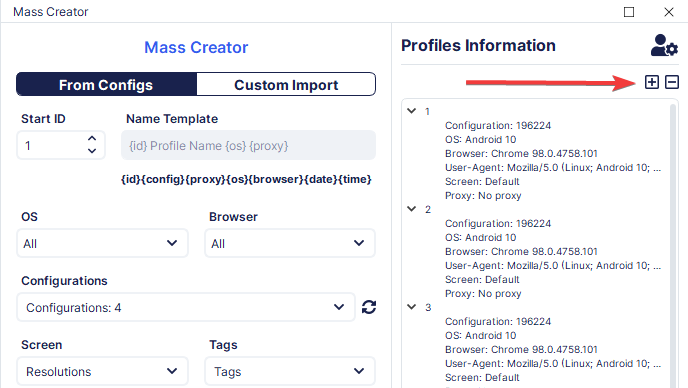 Mass Creator
Mass Creator
From Configs
Custom Import
Start ID
Name Template
1
{id} Profile Name {os} {proxy}
{id}{config}{proxy}{os}{browser}{date}{time}
OS
Browser
All
All
Configurations
Configurations: 4
Screen
Tags
Resolutions
Tags
Profiles Information
1
Configuration: 196224
OS: Android 10
Browser: Chrome 98.0.4758.101
User-Agent: Mozilla/5.0 (Linux; Android 10; ...
Screen: Default
Proxy: No proxy
2
Configuration: 196224
OS: Android 10
Browser: Chrome 98.0.4758.101
User-Agent: Mozilla/5.0 (Linux; Android 10; ...
Screen: Default
Proxy: No proxy
3
Configuration: 196224
OS: Android 10
Browser: Chrome 98.0.4758.101
User-Agent: Mozilla/5.0 (Linux; Android 10; ...
Screen: Default